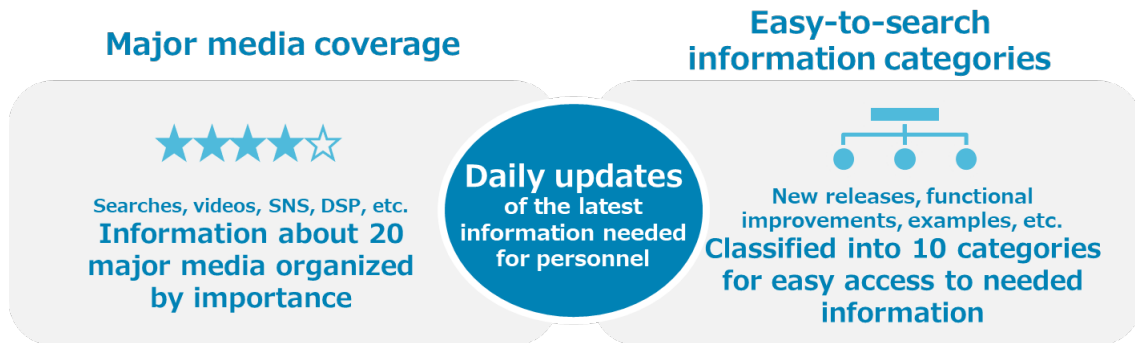 Major media coverage
Searches, videos, SNS, DSP, etc.
Information about 20
major media organized
by importance
Daily updates
of the latest
information needed
for personnel
Easy-to-search
information categories
New releases, functional
improvements, examples, etc.
Classified into 10 categories
for easy access to needed
information